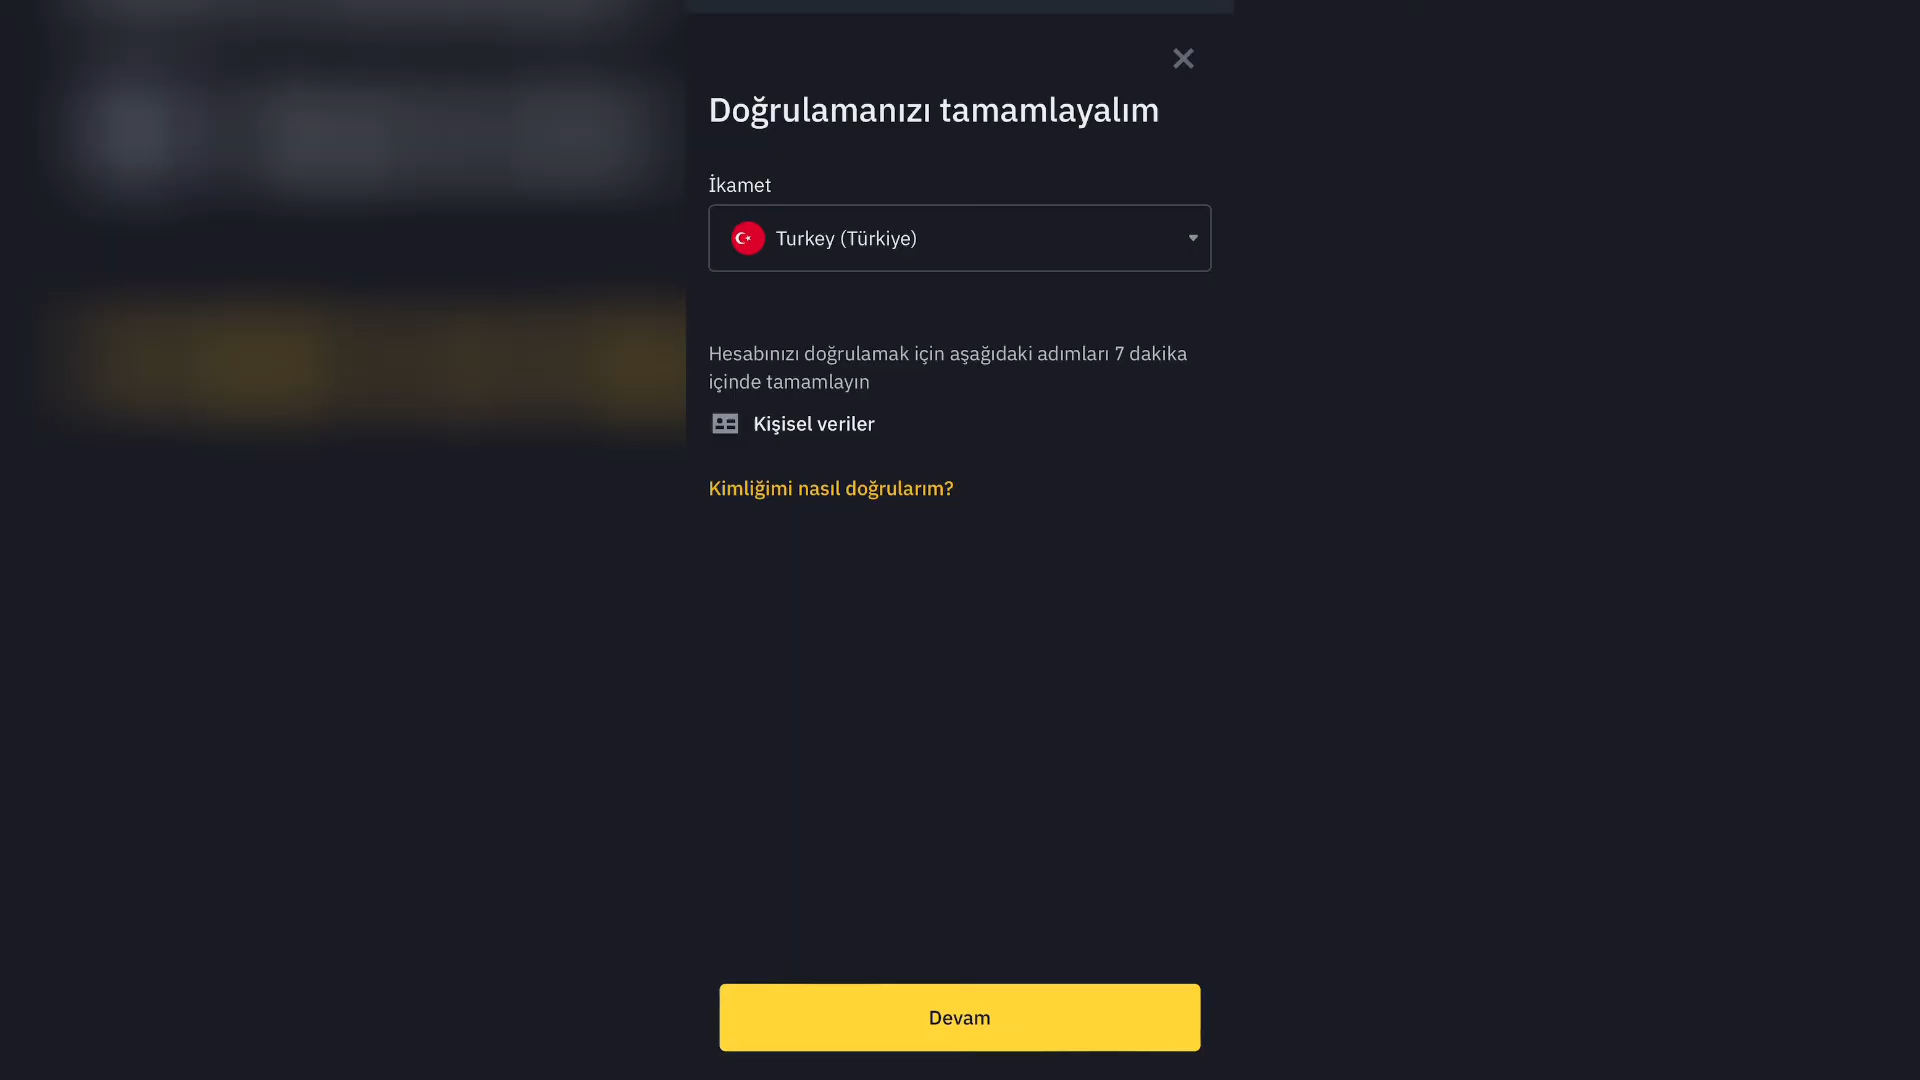 Doğrulamanızı tamamlayalım
İkamet
Turkey (Türkiye)
Hesabınızı doğrulamak için aşağıdaki adımları 7 dakika
içinde tamamlayın
Kişisel veriler
Kimliğimi nasıl doğrularım?
Devam